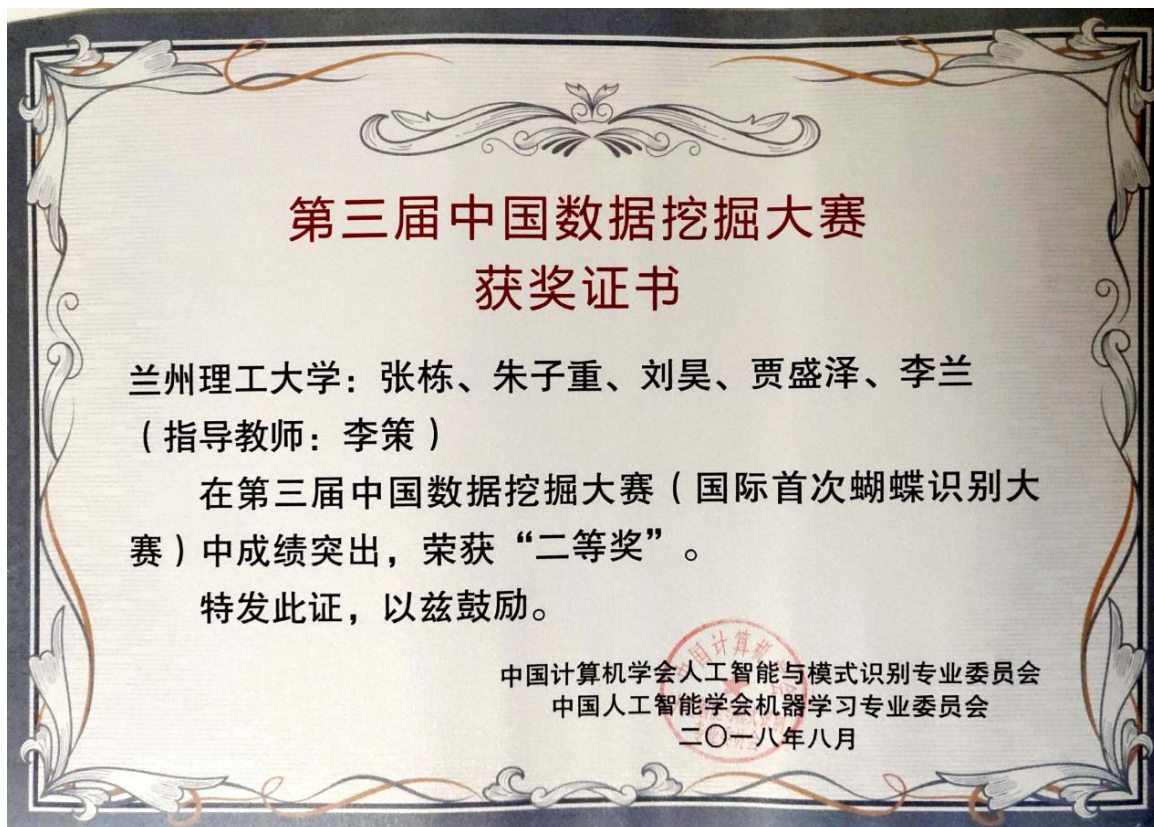 第三届中国数据挖掘大赛
获奖证书
兰州理工大学：张栋、朱子重、刘昊、贾盛泽、李兰
（指导教师：李策）
在第三届中国数据挖掘大赛（国际首次蝴蝶识别大
赛）中成绩突出，荣获“二等奖”。
特发此证，以兹鼓励。
中国计算机学会人工智能与模式识别专业委员会
中国人工智能学会机器学习专业委员会
二〇一八年八月